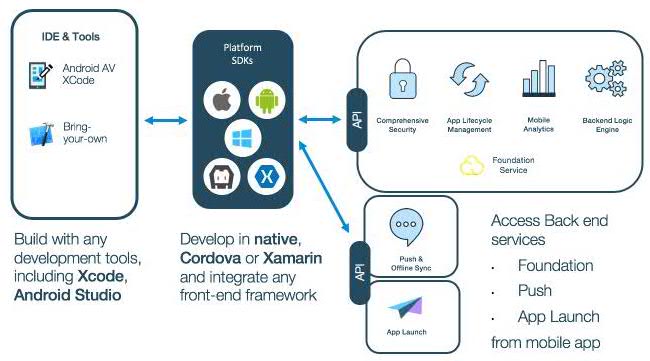 IDE & Tools
Android AV
XCode
Bring-
your-own
Build with any
development tools,
including Xcode,
Android Studio
Platform
SDKs
Develop in native,
Cordova or Xamarin
and integrate any
front-end framework
API
Comprehensive
Security
App Lifecycle
Management
Mobile
Analytics
Backend Logic
Engine
Foundation
Service
API
Push &
Offline Sync
App Launch
Access Back end
services
• Foundation
• Push
• App Launch
from mobile app